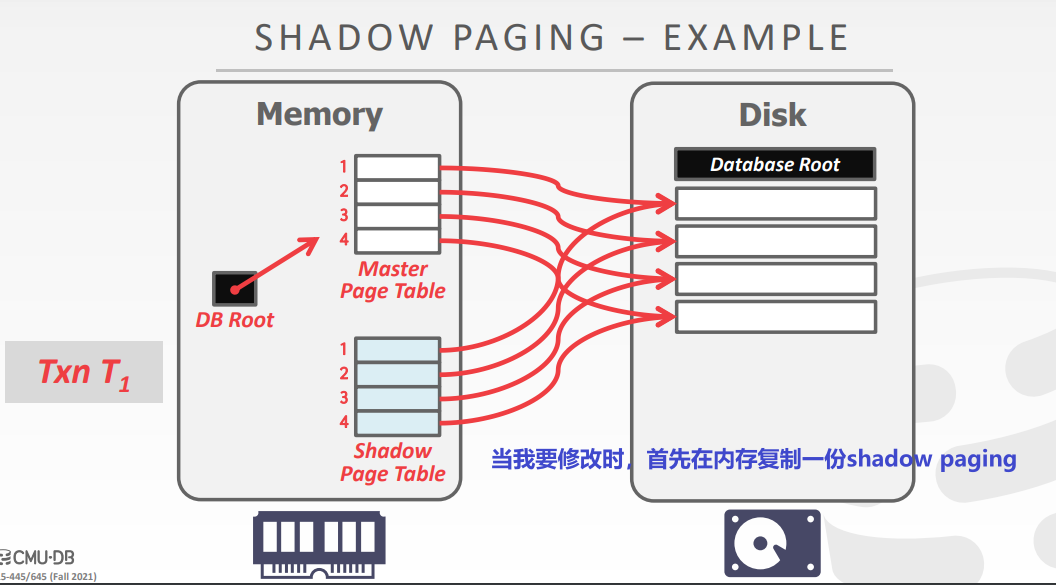 SHADOW PAGING – EXAMPLE
Memory
1
2
3
4
Master
Page Table
DB Root
Txn T1
1
2
3
4
Shadow
Page Table
Disk
Database Root
当我要修改时，首先在内存复制一份shadow paging
CMU·DB
5-445/645 (Fall 2021)